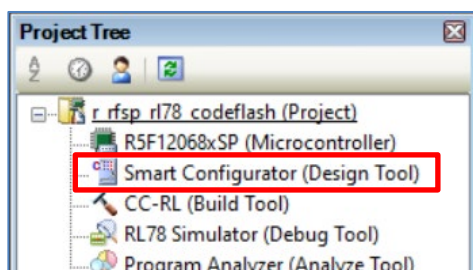 Project Tree
r_rfsp_rl78_codeflash (Project)
R5F12068xSP (Microcontroller)
Smart Configurator (Design Tool)
CC-RL (Build Tool)
RL78 Simulator (Debug Tool)
Program Analyzer (Analyze Tool)